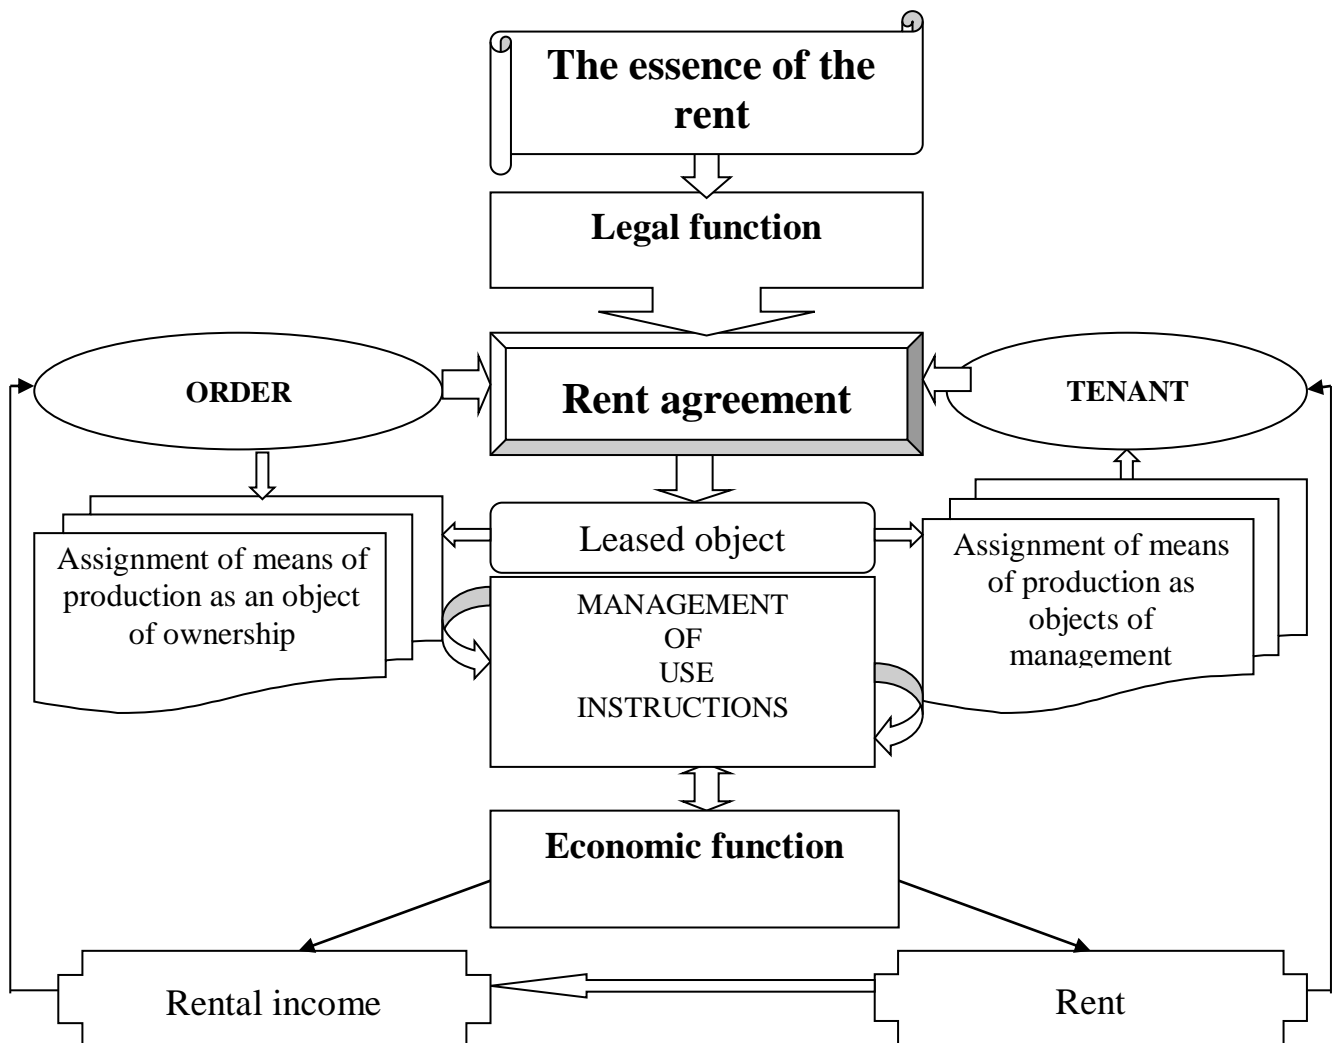 The essence of the
rent
Legal function
ORDER
Rent agreement
TENANT
Leased object
Assignment of means of
production as an object
of ownership
MANAGEMENT
OF
USE
INSTRUCTIONS
Assignment of means
of production as
objects of
management
Economic function
Rental income
Rent